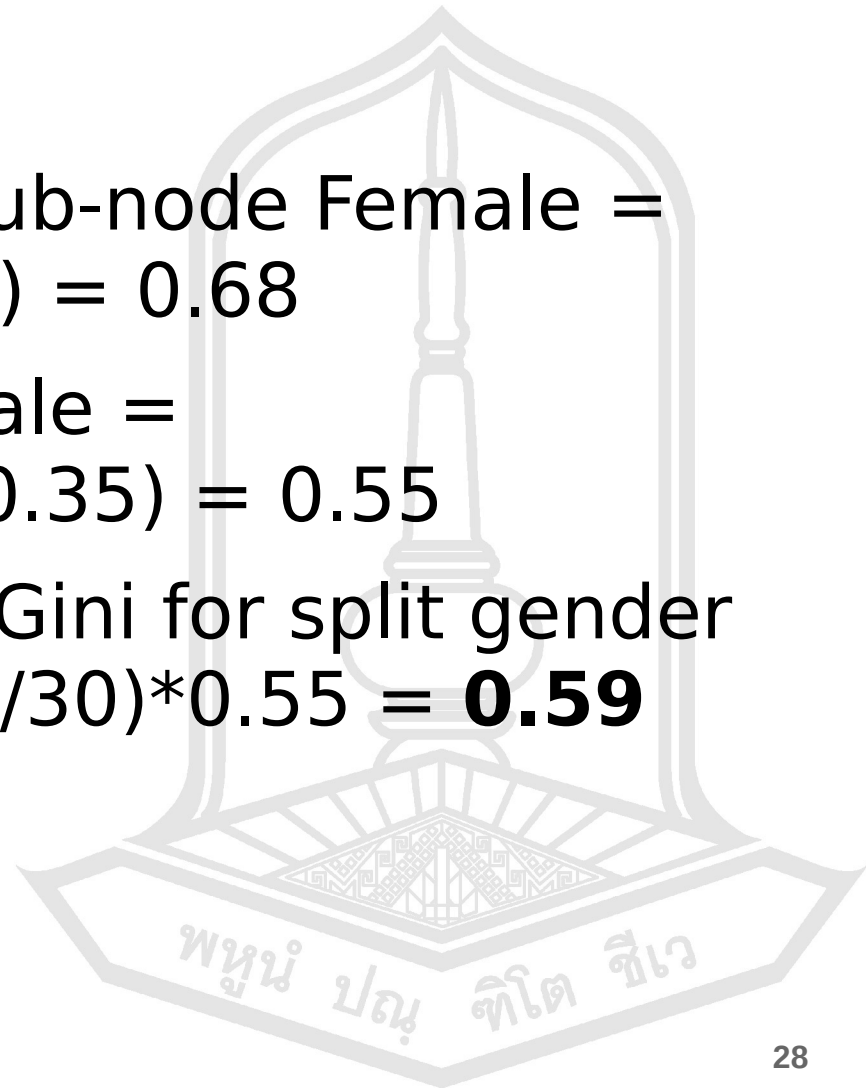 ub-node Female =
) = 0.68
ale =
0.35) = 0.55
Gini for split gender
/30)*0.55 = 0.59
พหูนํ ปณฺฑิโต ชีเว
28